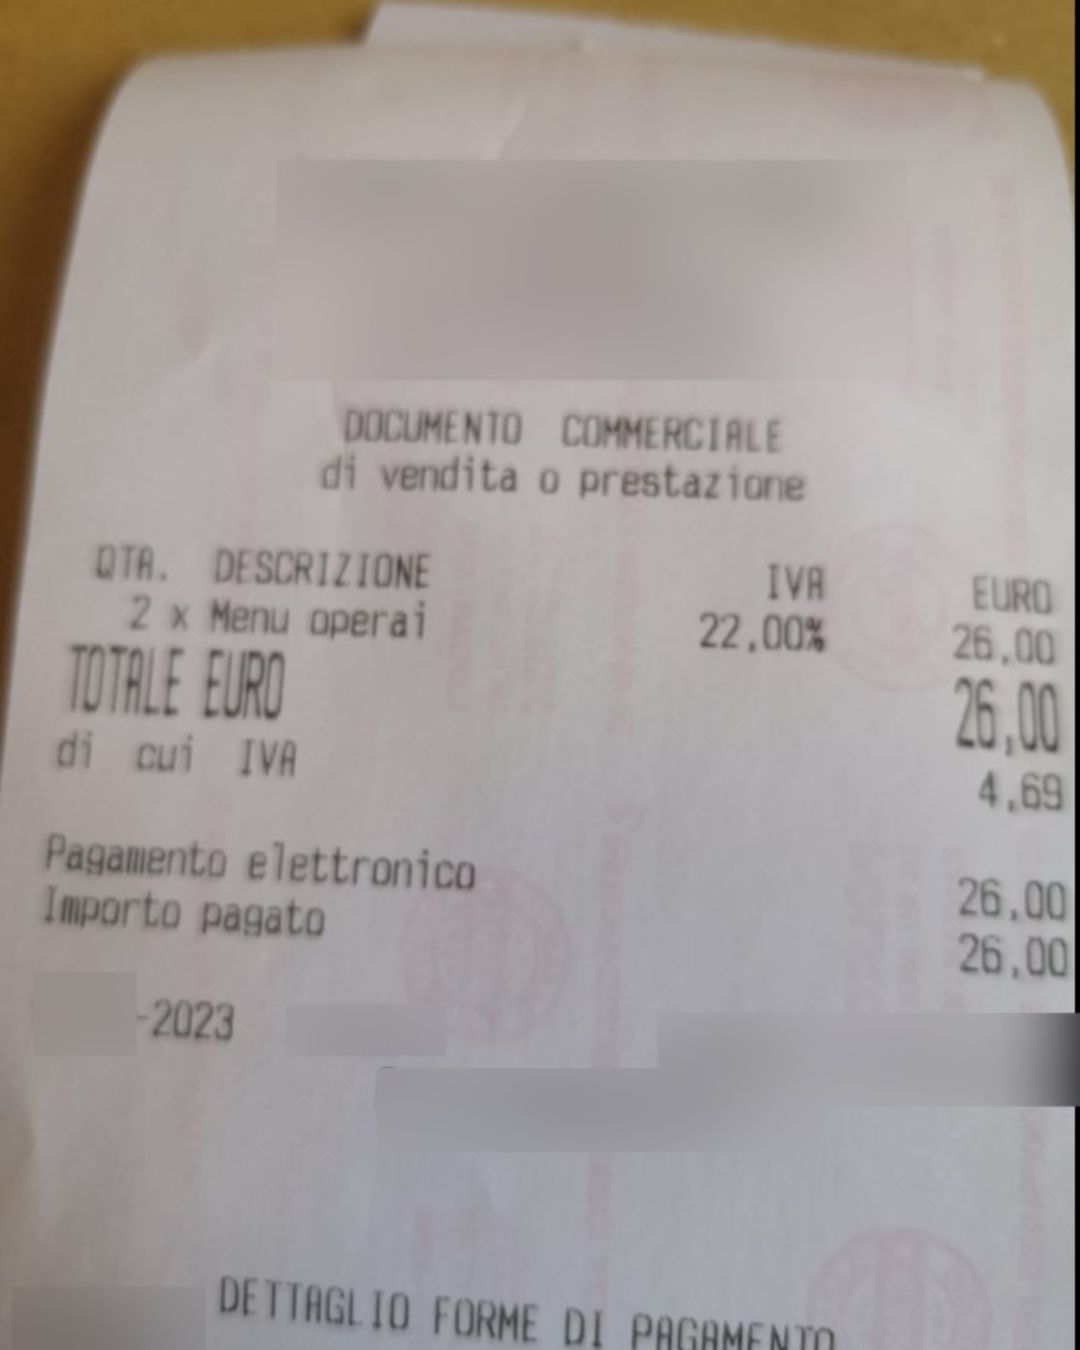 DOCUMENTO COMMERCIALE
di vendita o prestazione
QTA. DESCRIZIONE IVA EURO
2 x Menu operai 22,00% 26,00
TOTALE EURO 26,00
di cui IVA 4,69
Pagamento elettronico 26,00
Importo pagato 26,00
-2023
DETTAGLIO FORME DI PAGAMENTO